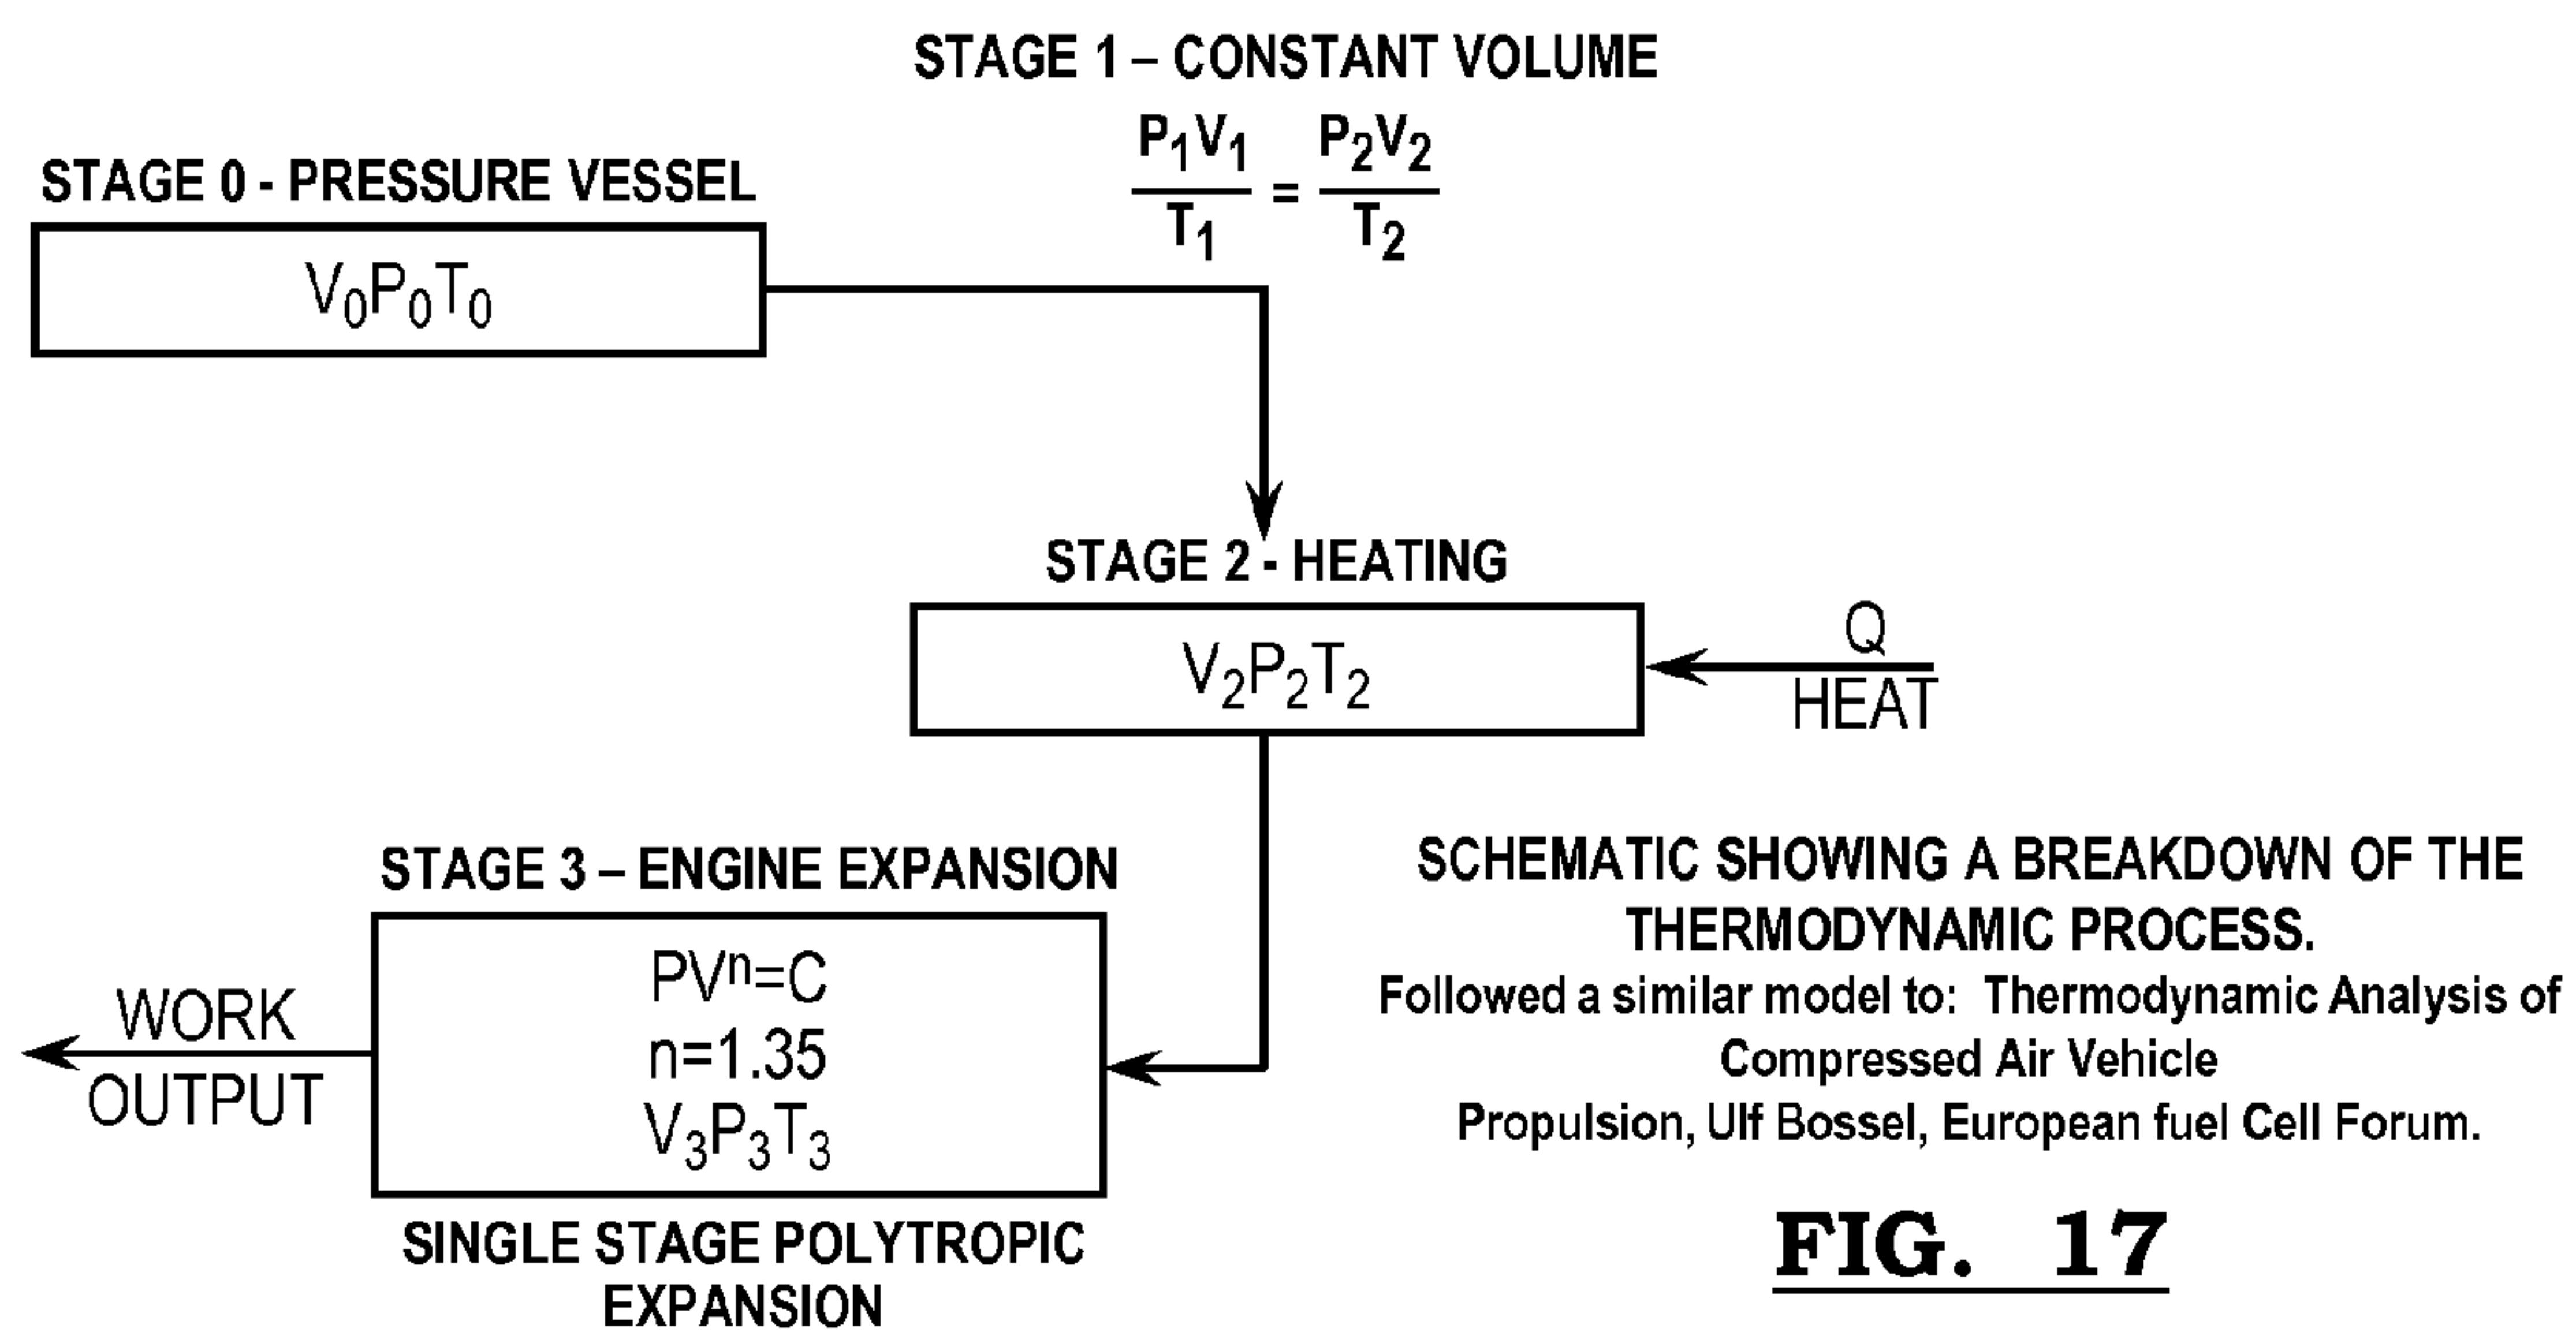 STAGE 1 – CONSTANT VOLUME
P₁V₁/T₁ = P₂V₂/T₂
STAGE 0 - PRESSURE VESSEL
V₀P₀T₀
STAGE 2 - HEATING
V₂P₂T₂
Q
HEAT
STAGE 3 – ENGINE EXPANSION
PVⁿ=C
n=1.35
V₃P₃T₃
WORK
OUTPUT
SINGLE STAGE POLYTROPIC
EXPANSION
SCHEMATIC SHOWING A BREAKDOWN OF THE
THERMODYNAMIC PROCESS.
Followed a similar model to: Thermodynamic Analysis of
Compressed Air Vehicle
Propulsion, Ulf Bossel, European fuel Cell Forum.
FIG. 17